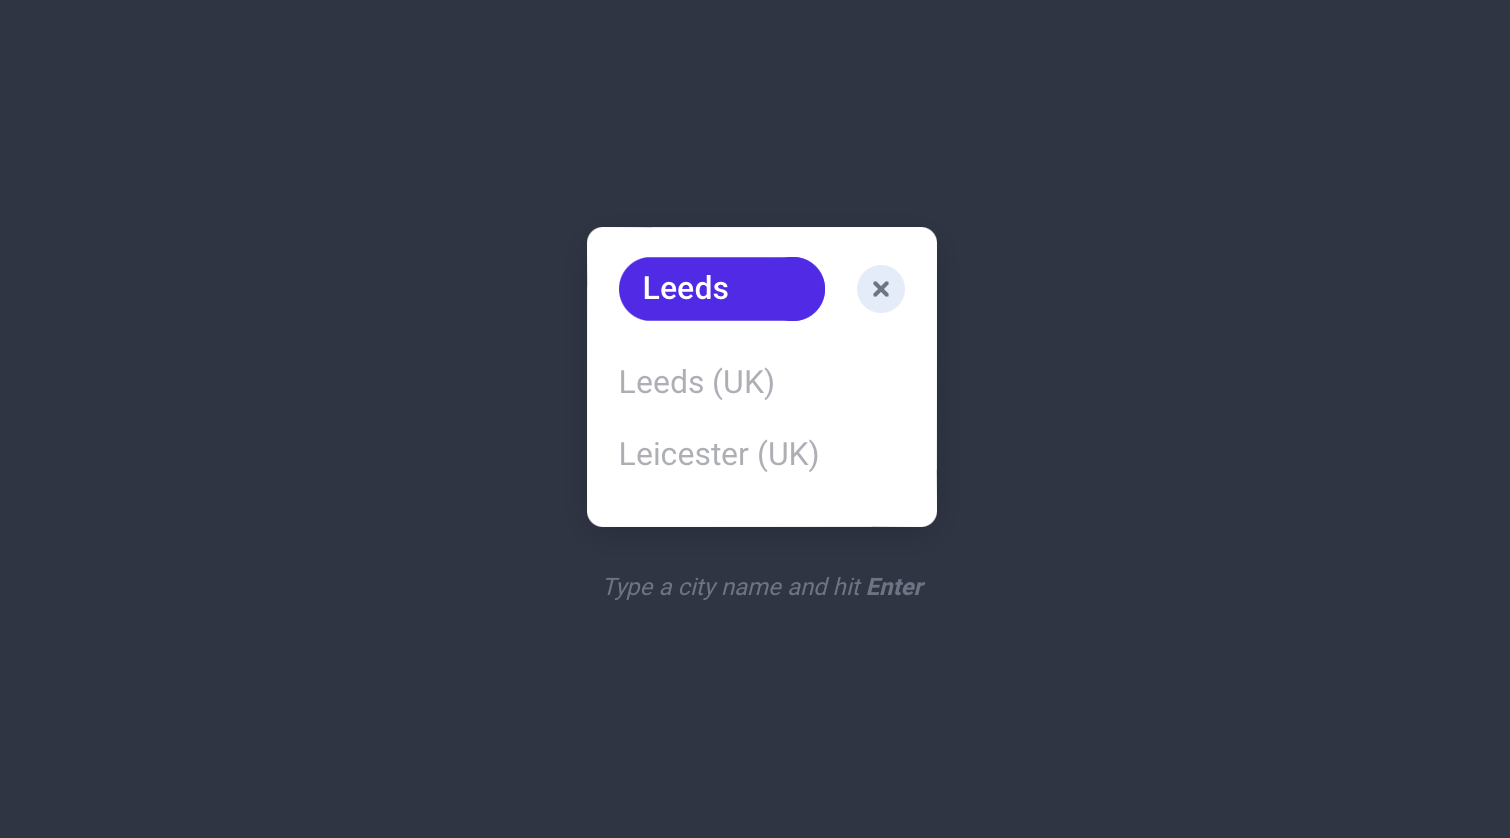 Leeds
Leeds (UK)
Leicester (UK)
Type a city name and hit Enter